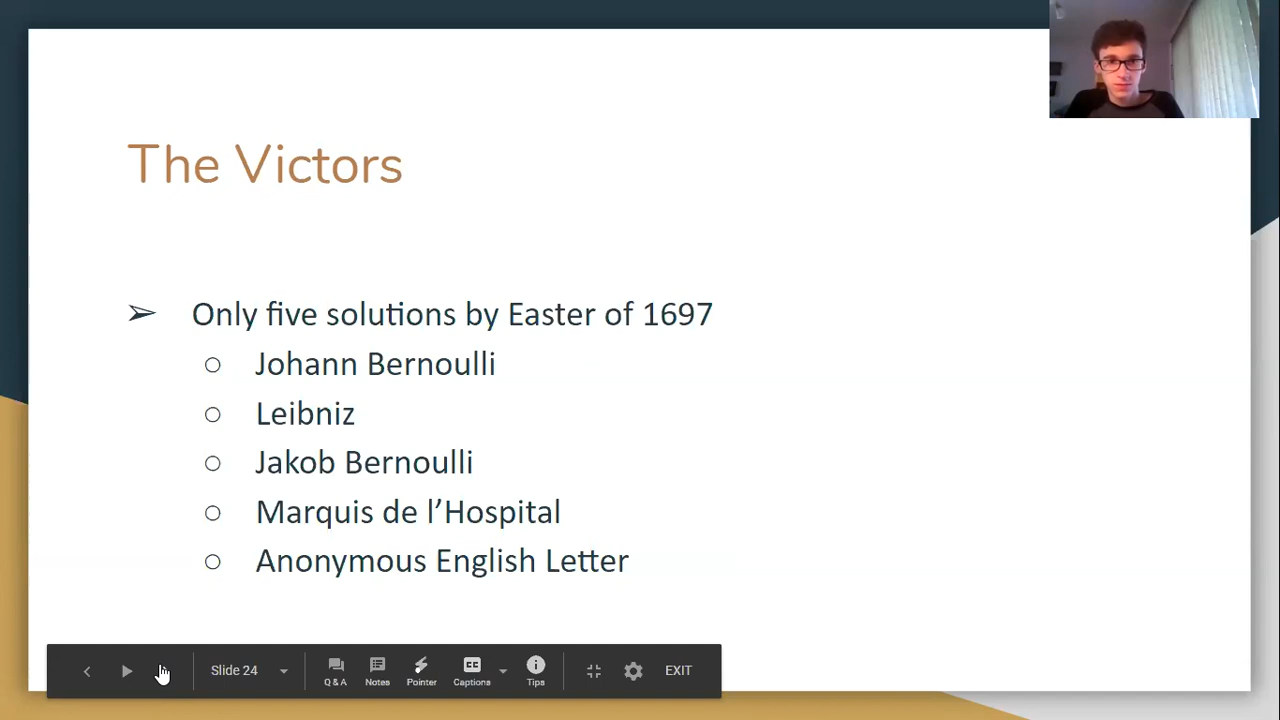 The Victors
➢ Only five solutions by Easter of 1697
○ Johann Bernoulli
○ Leibniz
○ Jakob Bernoulli
○ Marquis de l’Hospital
○ Anonymous English Letter
Slide 24
Q & A
Notes
Pointer
CC
Captions
Tips
EXIT